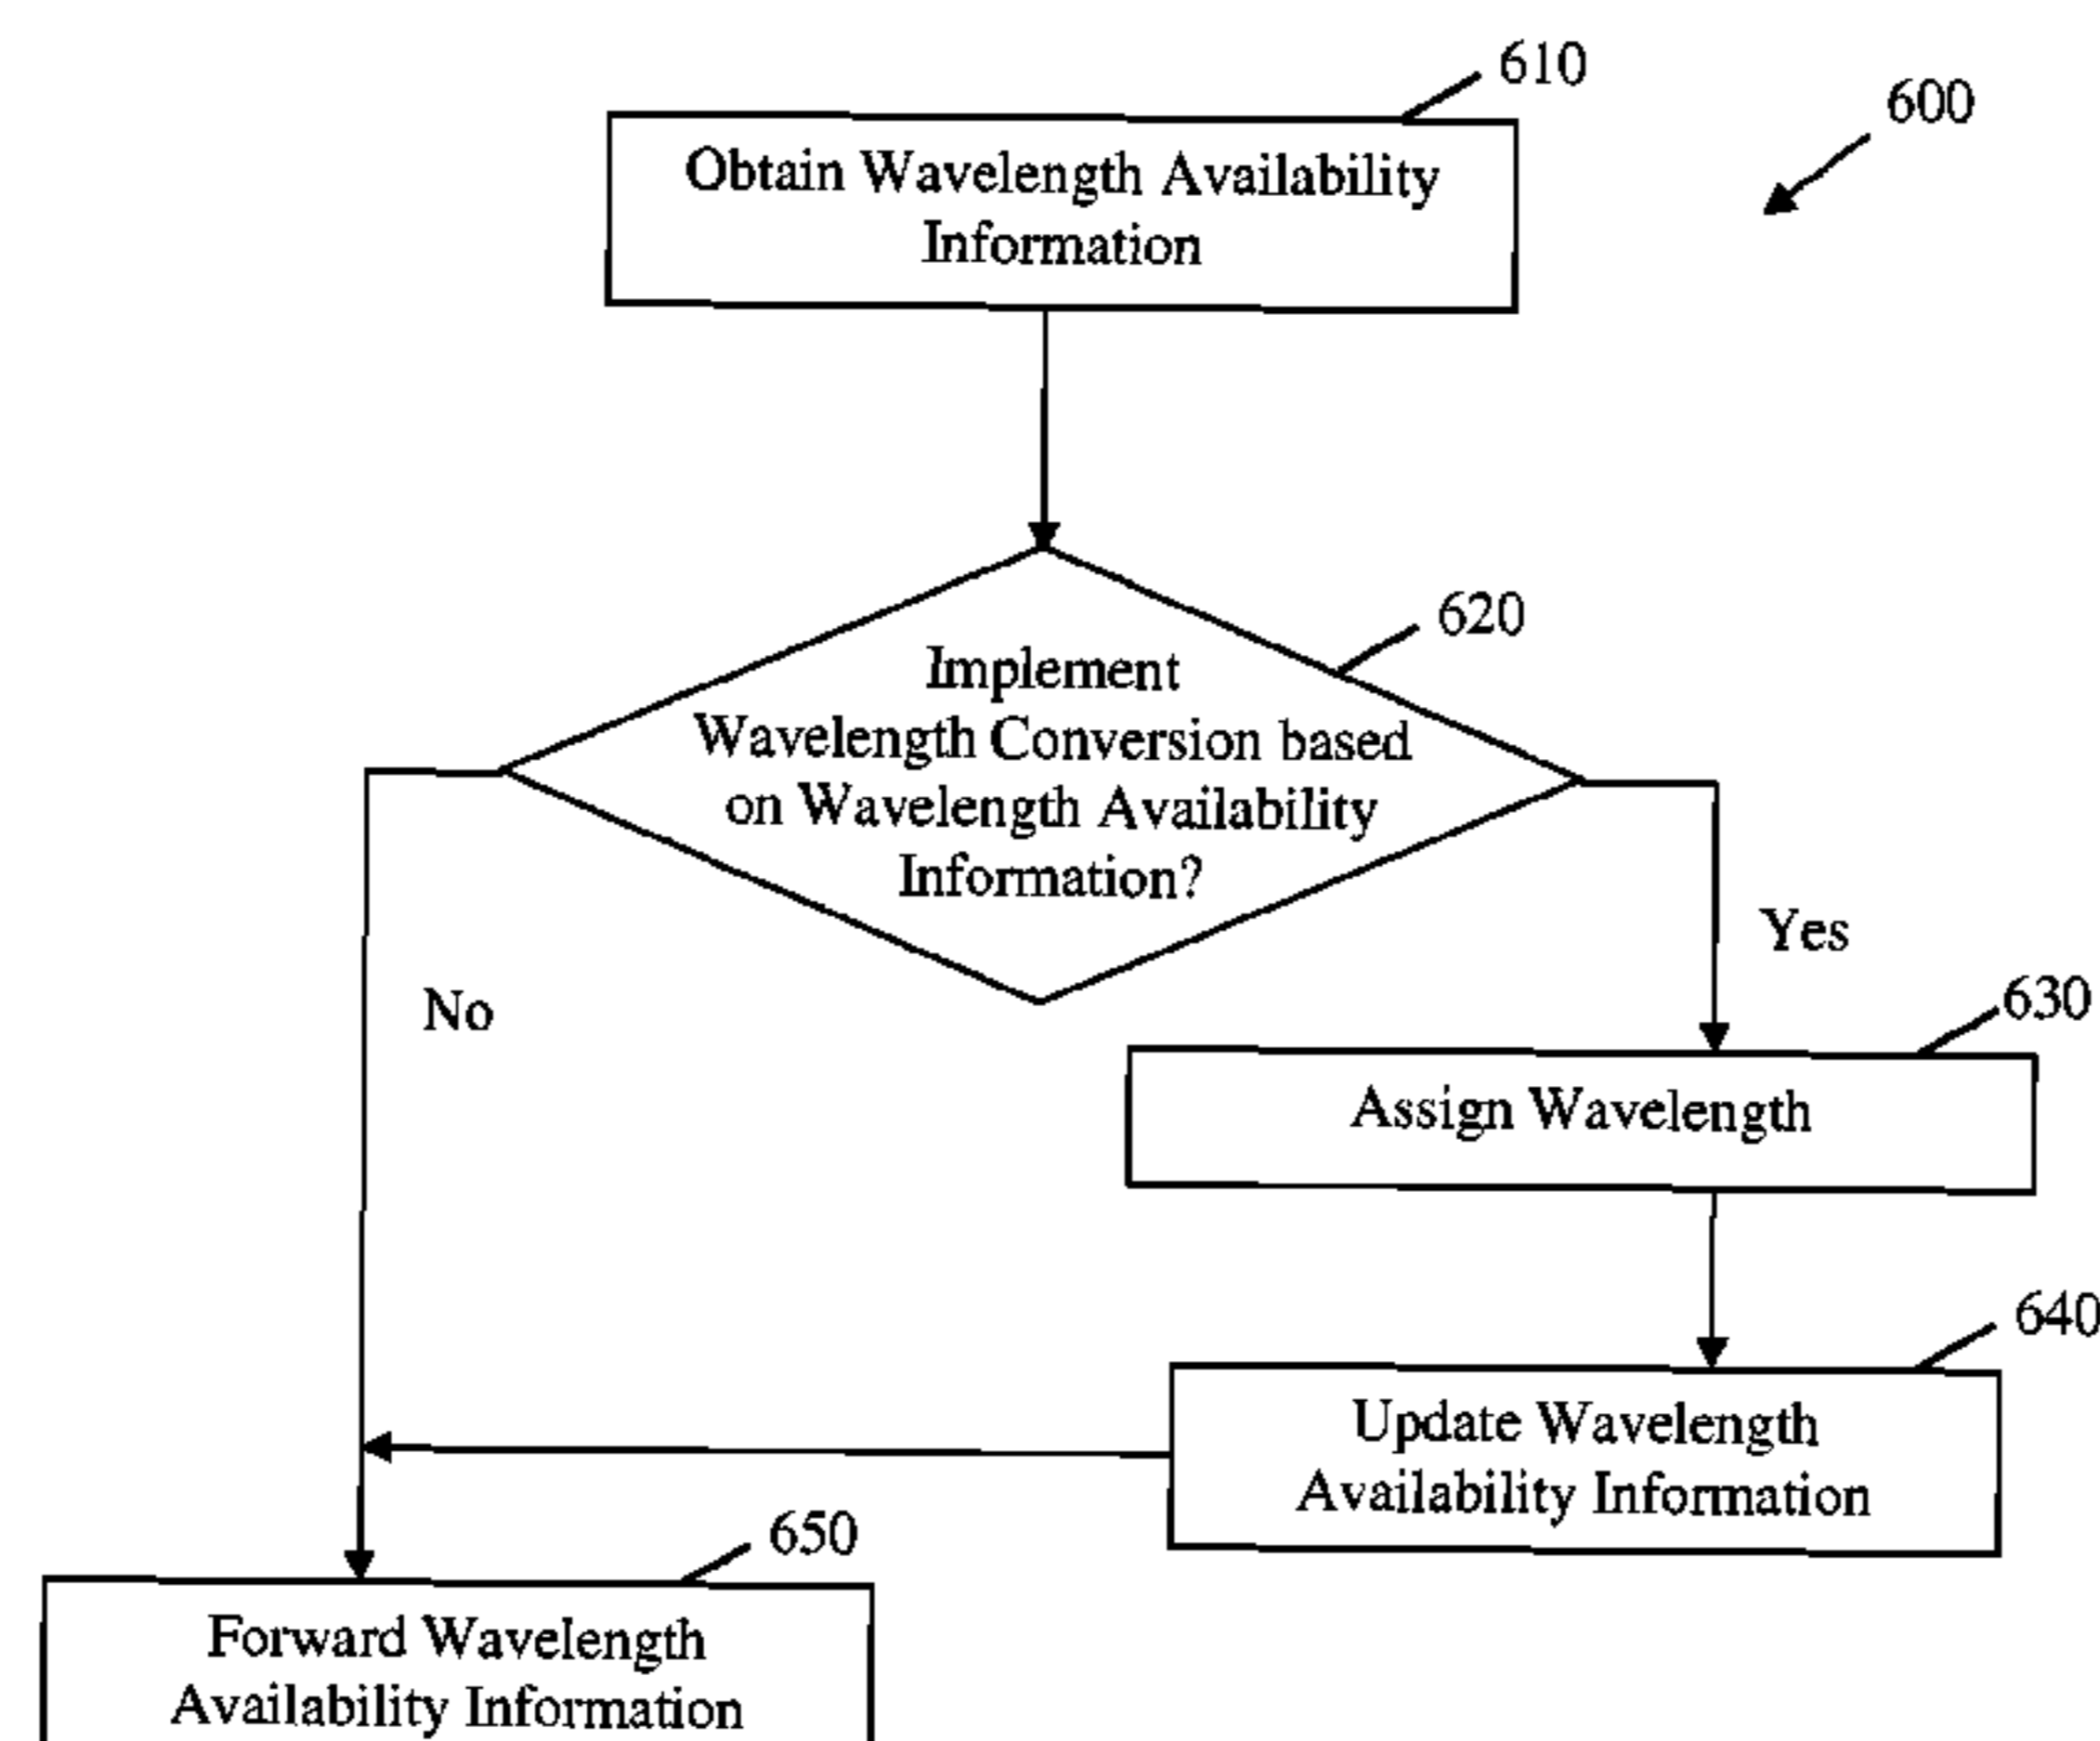 610
600
Obtain Wavelength Availability
Information
620
Implement
Wavelength Conversion based
on Wavelength Availability
Information?
Yes
No
630
Assign Wavelength
640
Update Wavelength
Availability Information
650
Forward Wavelength
Availability Information